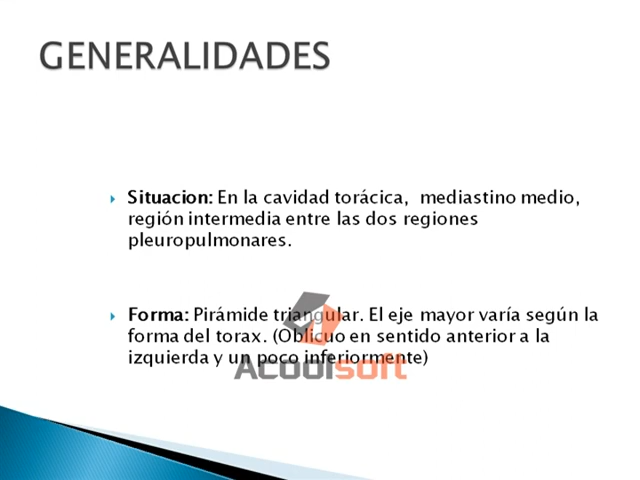 GENERALIDADES
Situacion: En la cavidad torácica, mediastino medio,
región intermedia entre las dos regiones
pleuropulmonares.
Forma: Pirámide triangular. El eje mayor varía según la
forma del torax. (Oblicuo en sentido anterior a la
izquierda y un poco inferiormente)
Acoolsoft